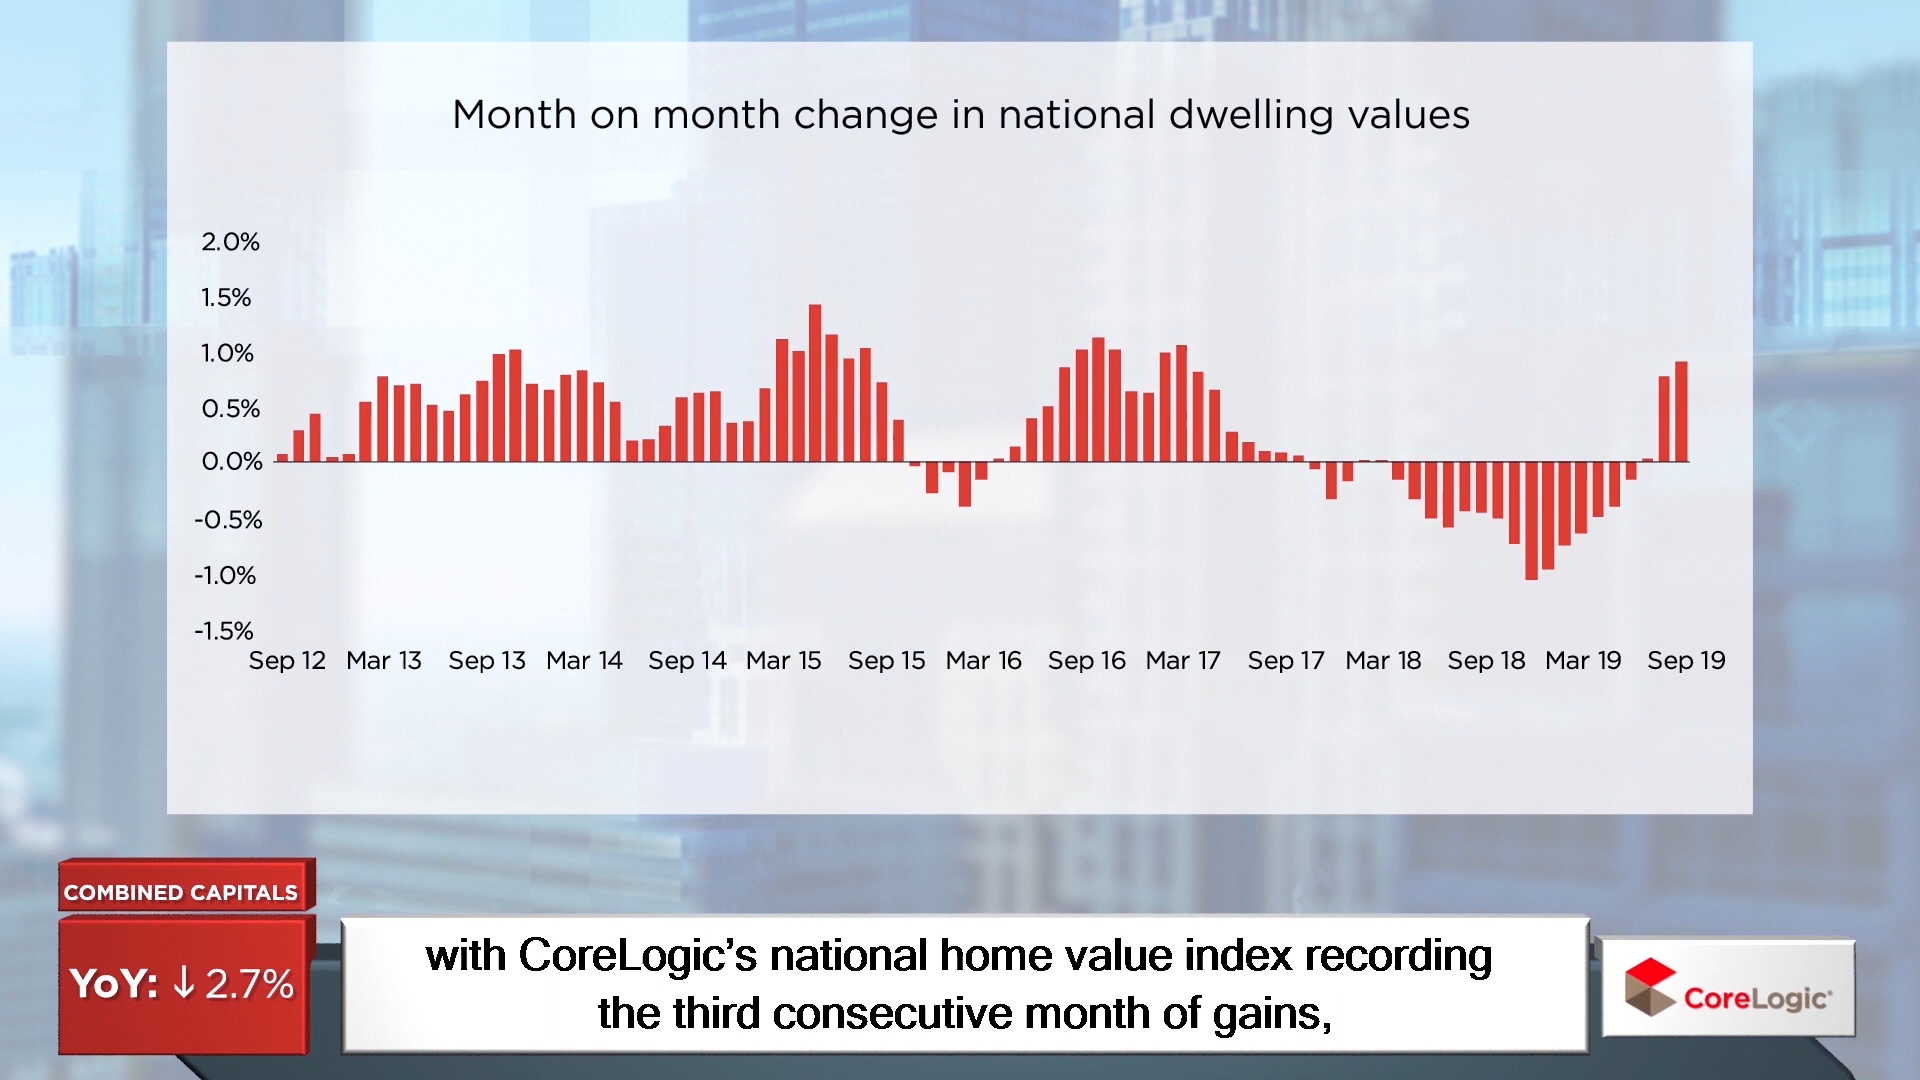 Month on month change in national dwelling values
2.0%
1.5%
1.0%
0.5%
0.0%
-0.5%
-1.0%
-1.5%
Sep 12 Mar 13 Sep 13 Mar 14 Sep 14 Mar 15 Sep 15 Mar 16 Sep 16 Mar 17 Sep 17 Mar 18 Sep 18 Mar 19 Sep 19
COMBINED CAPITALS
YoY: ↓ 2.7%
with CoreLogic’s national home value index recording
the third consecutive month of gains,
CoreLogic®